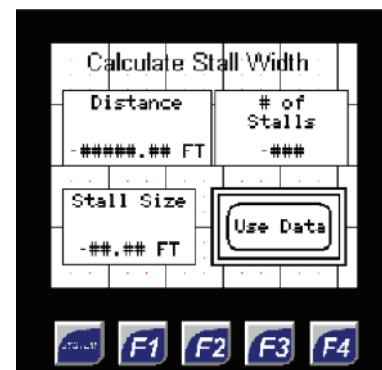 Calculate Stall Width
Distance
-#####.## FT
# of
Stalls
-###
Stall Size
-##.## FT
Use Data
F1 F2 F3 F4